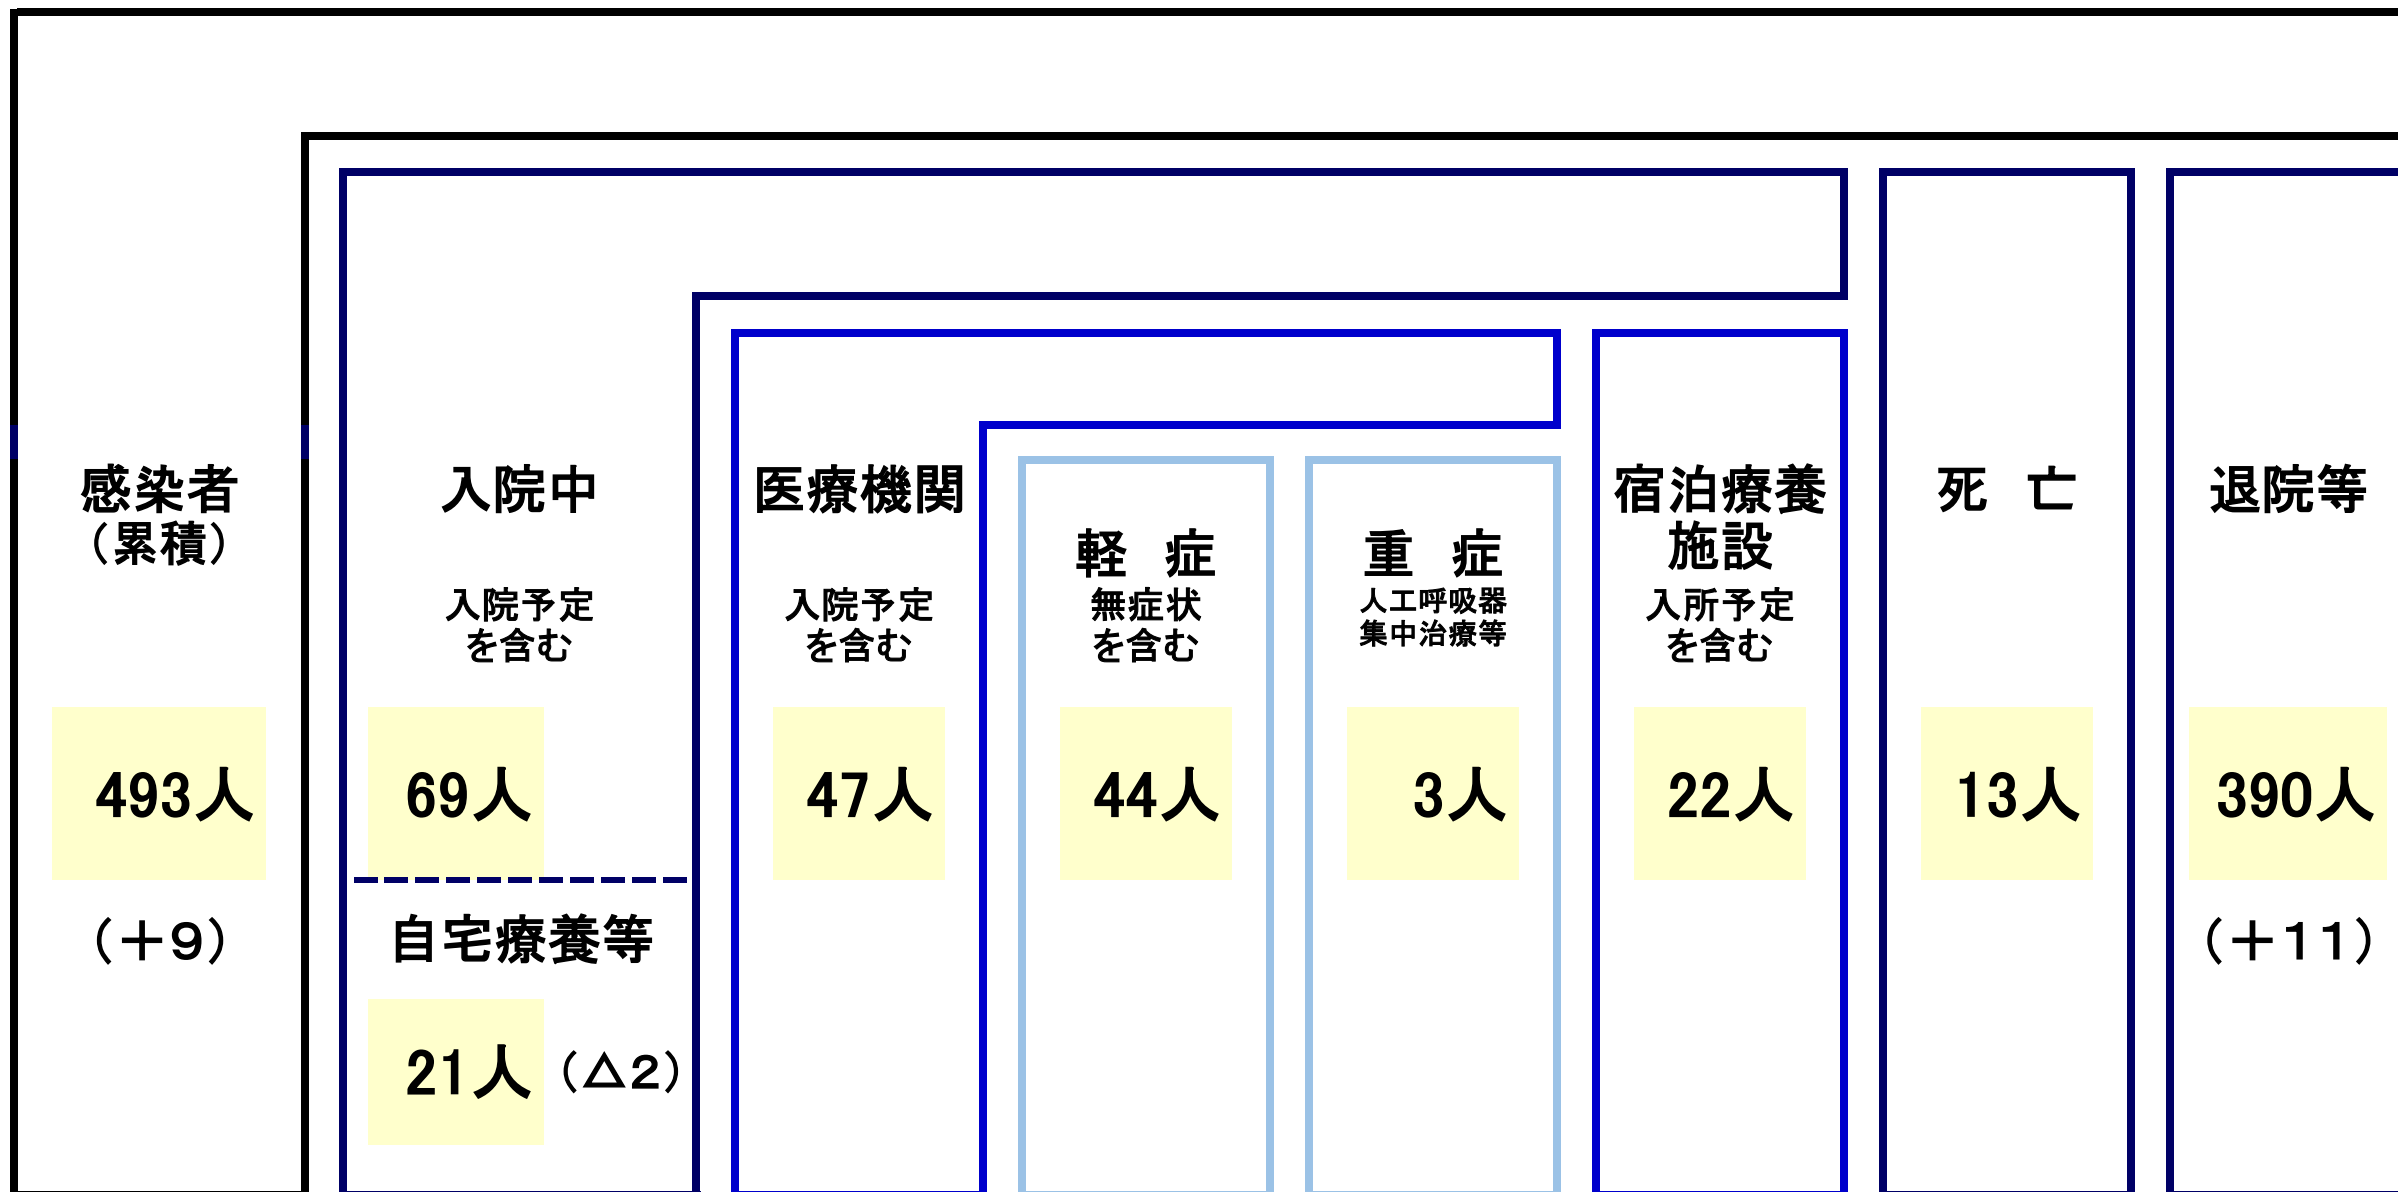 感染者
（累積）
493人
（＋９）
入院中
入院予定
を含む
69人
自宅療養等
21人（△２）
医療機関
入院予定
を含む
47人
軽　症
無症状
を含む
44人
重　症
人工呼吸器
集中治療等
3人
宿泊療養
施設
入所予定
を含む
22人
死　亡
13人
退院等
390人
（＋１１）